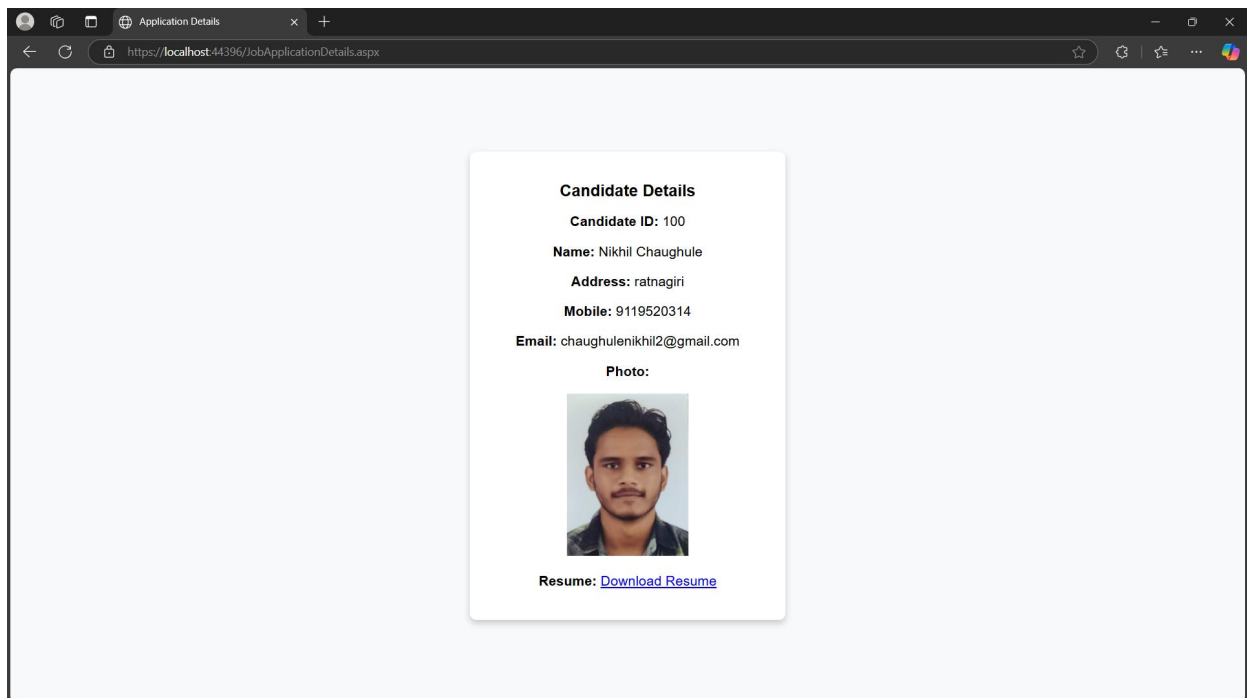 Application Details
https://localhost:44396/JobApplicationDetails.aspx
Candidate Details
Candidate ID: 100
Name: Nikhil Chaughule
Address: ratnagiri
Mobile: 9119520314
Email: chaughulenikhil2@gmail.com
Photo:
Resume: Download Resume